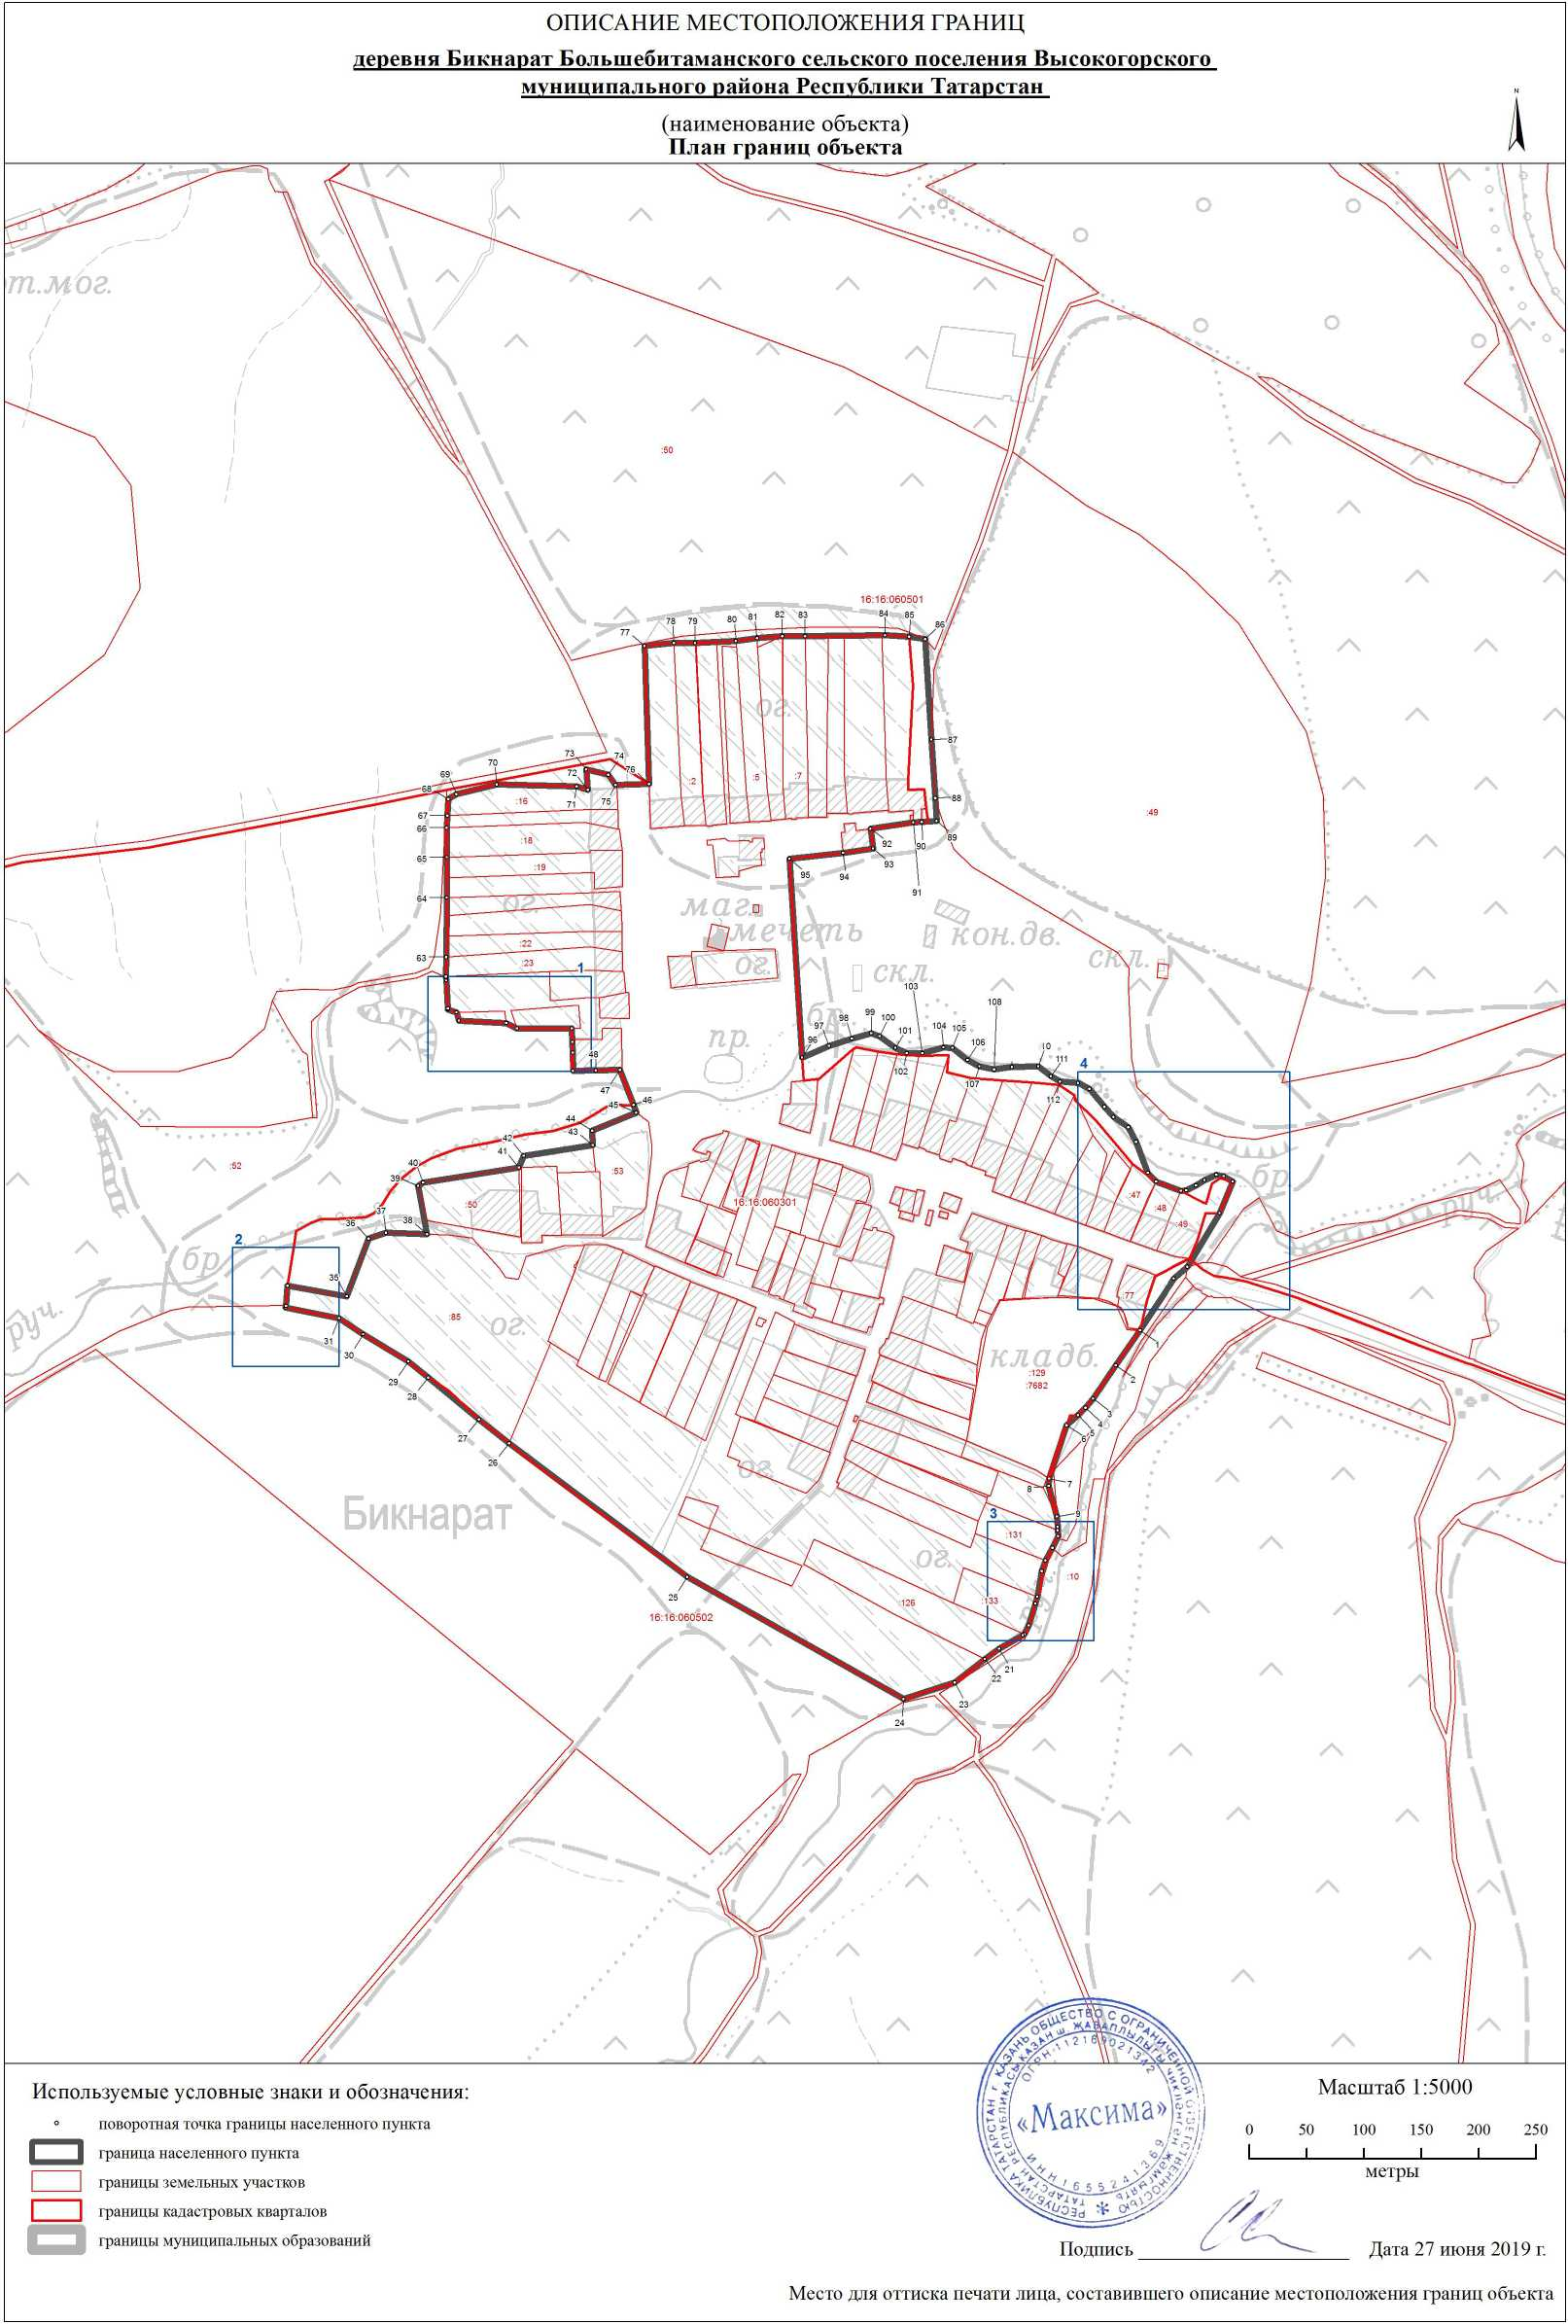 ОПИСАНИЕ МЕСТОПОЛОЖЕНИЯ ГРАНИЦ
деревня Бикнарат Большебитаманского сельского поселения Высокогорского
муниципального района Республики Татарстан
(наименование объекта)
План границ объекта
N
т.мог.
:50
16:16:060501
77
78
79
80
81
82
83
84
85
86
ог.
87
73
74
70
69
72
76
68
71
75
:2
:5
:7
88
:16
67
66
89
:49
:18
92
90
65
93
:19
95
94
91
64
ог.
маг.
мечеть
кон.дв.
:22
63
:23
ог.
скл.
скл.
1
103
108
бр.
99
98
100
97
пр.
101
104
105
96
106
10
48
102
111
107
4
47
112
46
45
44
43
42
41
40
:52
:53
39
бр.
:47
руч.
:50
16:16:060301
:48
37
36
38
:49
2
бр.
35
:77
руч.
:85
ог.
31
1
30
кладб.
2
29
:129
28
:7682
3
4
5
27
6
26
ог.
7
8
Бикнарат
9
3
:131
ог.
:10
25
:133
:126
16:16:060502
21
22
23
24
Используемые условные знаки и обозначения:
поворотная точка границы населенного пункта
граница населенного пункта
границы земельных участков
границы кадастровых кварталов
границы муниципальных образований
«Максима»
ИНН 1655241369
Масштаб 1:5000
0 50 100 150 200 250
метры
Подпись
Дата 27 июня 2019 г.
Место для оттиска печати лица, составившего описание местоположения границ объекта